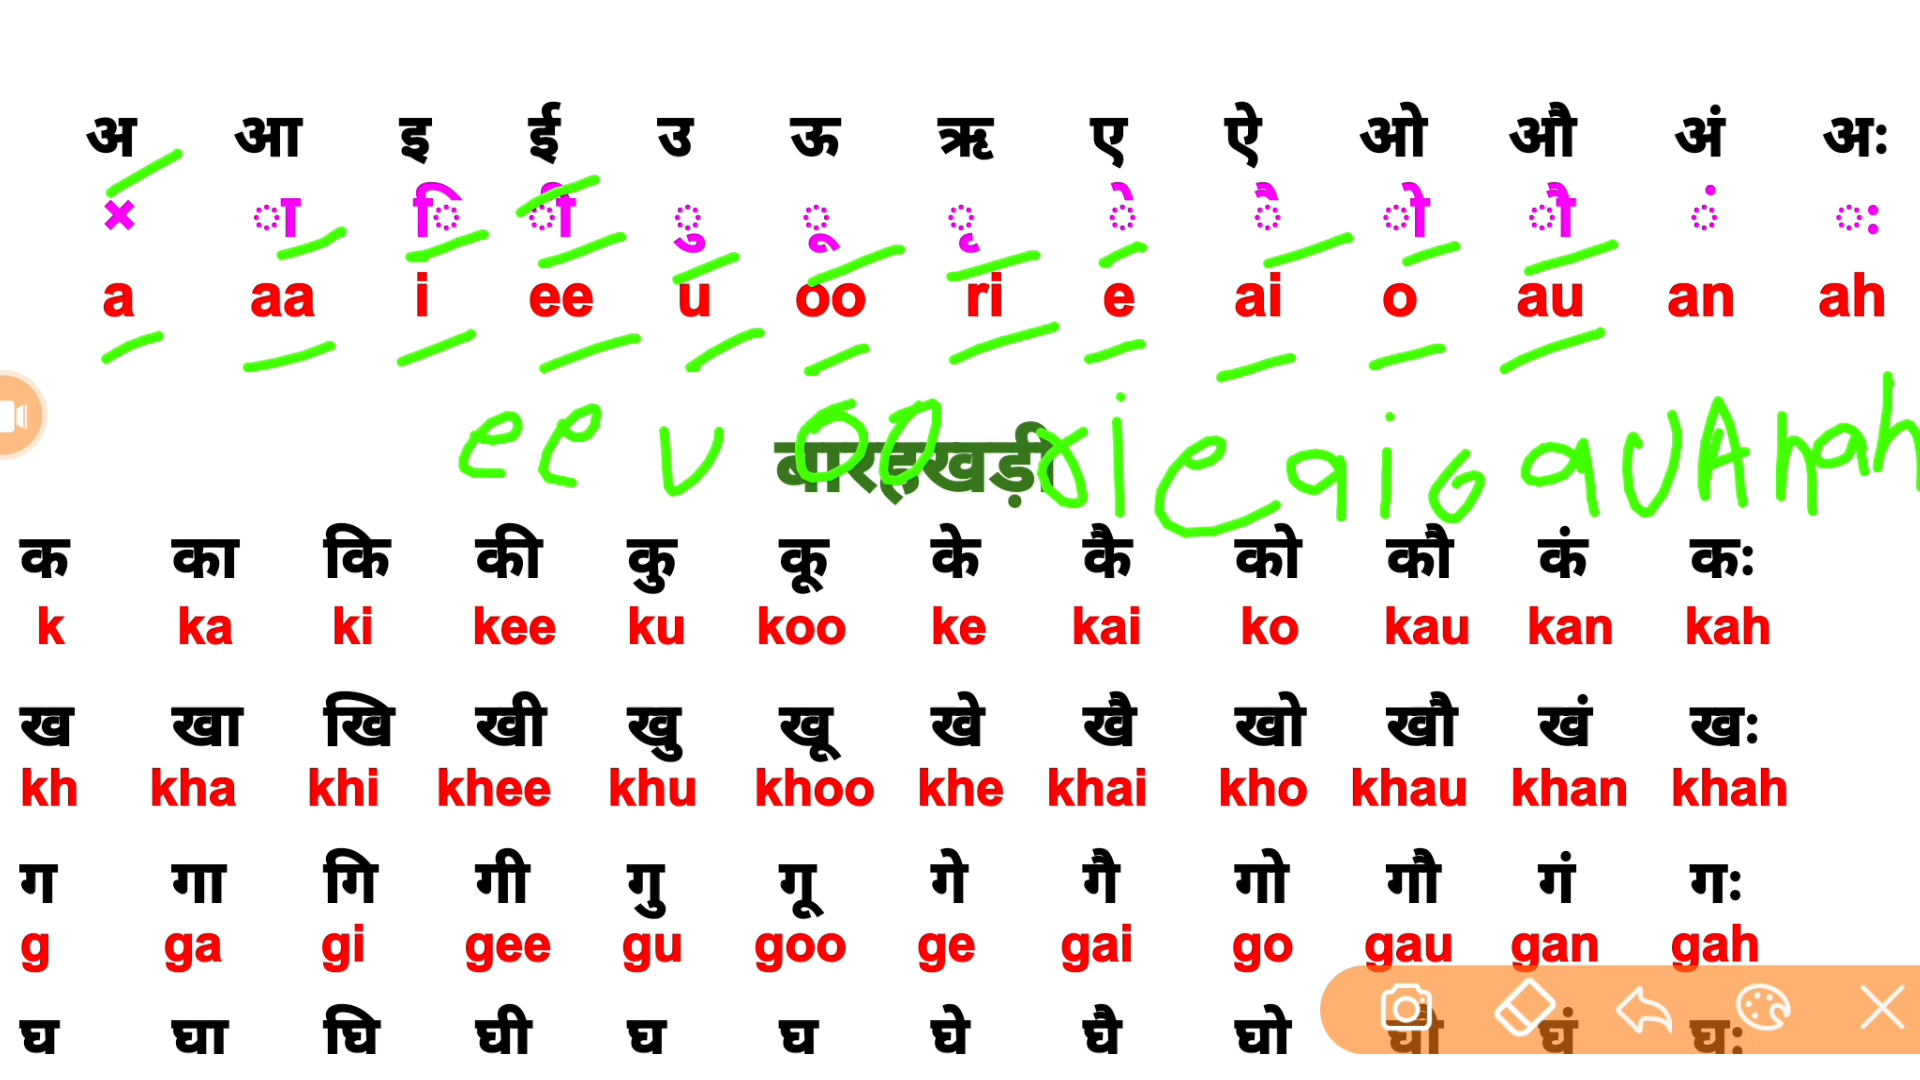 अ आ इ ई उ ऊ ऋ ए ऐ ओ औ अं अः
× ा ि ी ु ू ृ े ै ो ौ ं ः
a aa i ee u oo ri e ai o au an ah
ee u oo ri e ai o au An ah
बारहखड़ी
क का कि की कु कू के कै को कौ कं कः
k ka ki kee ku koo ke kai ko kau kan kah
ख खा खि खी खु खू खे खै खो खौ खं खः
kh kha khi khee khu khoo khe khai kho khau khan khah
ग गा गि गी गु गू गे गै गो गौ गं गः
g ga gi gee gu goo ge gai go gau gan gah
घ घा घि घी घ घ घे घै घो घौ घं घः